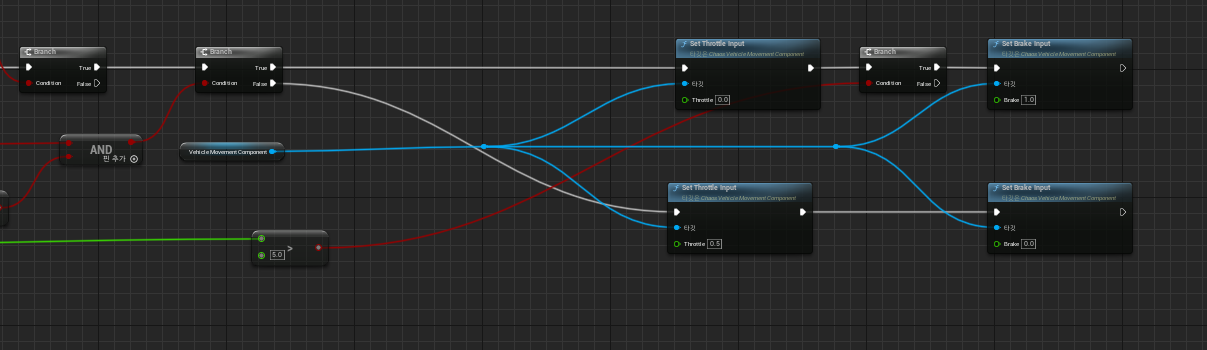 Branch
True
Condition
False
Branch
True
Condition
False
Set Throttle Input
타깃은 Chaos Vehicle Movement Component
타깃
Throttle 0.0
Branch
True
Condition
False
Set Brake Input
타깃은 Chaos Vehicle Movement Component
타깃
Brake 1.0
AND
핀 추가
Vehicle Movement Component
Set Throttle Input
타깃은 Chaos Vehicle Movement Component
타깃
Throttle 0.5
Set Brake Input
타깃은 Chaos Vehicle Movement Component
타깃
Brake 0.0
>
5.0